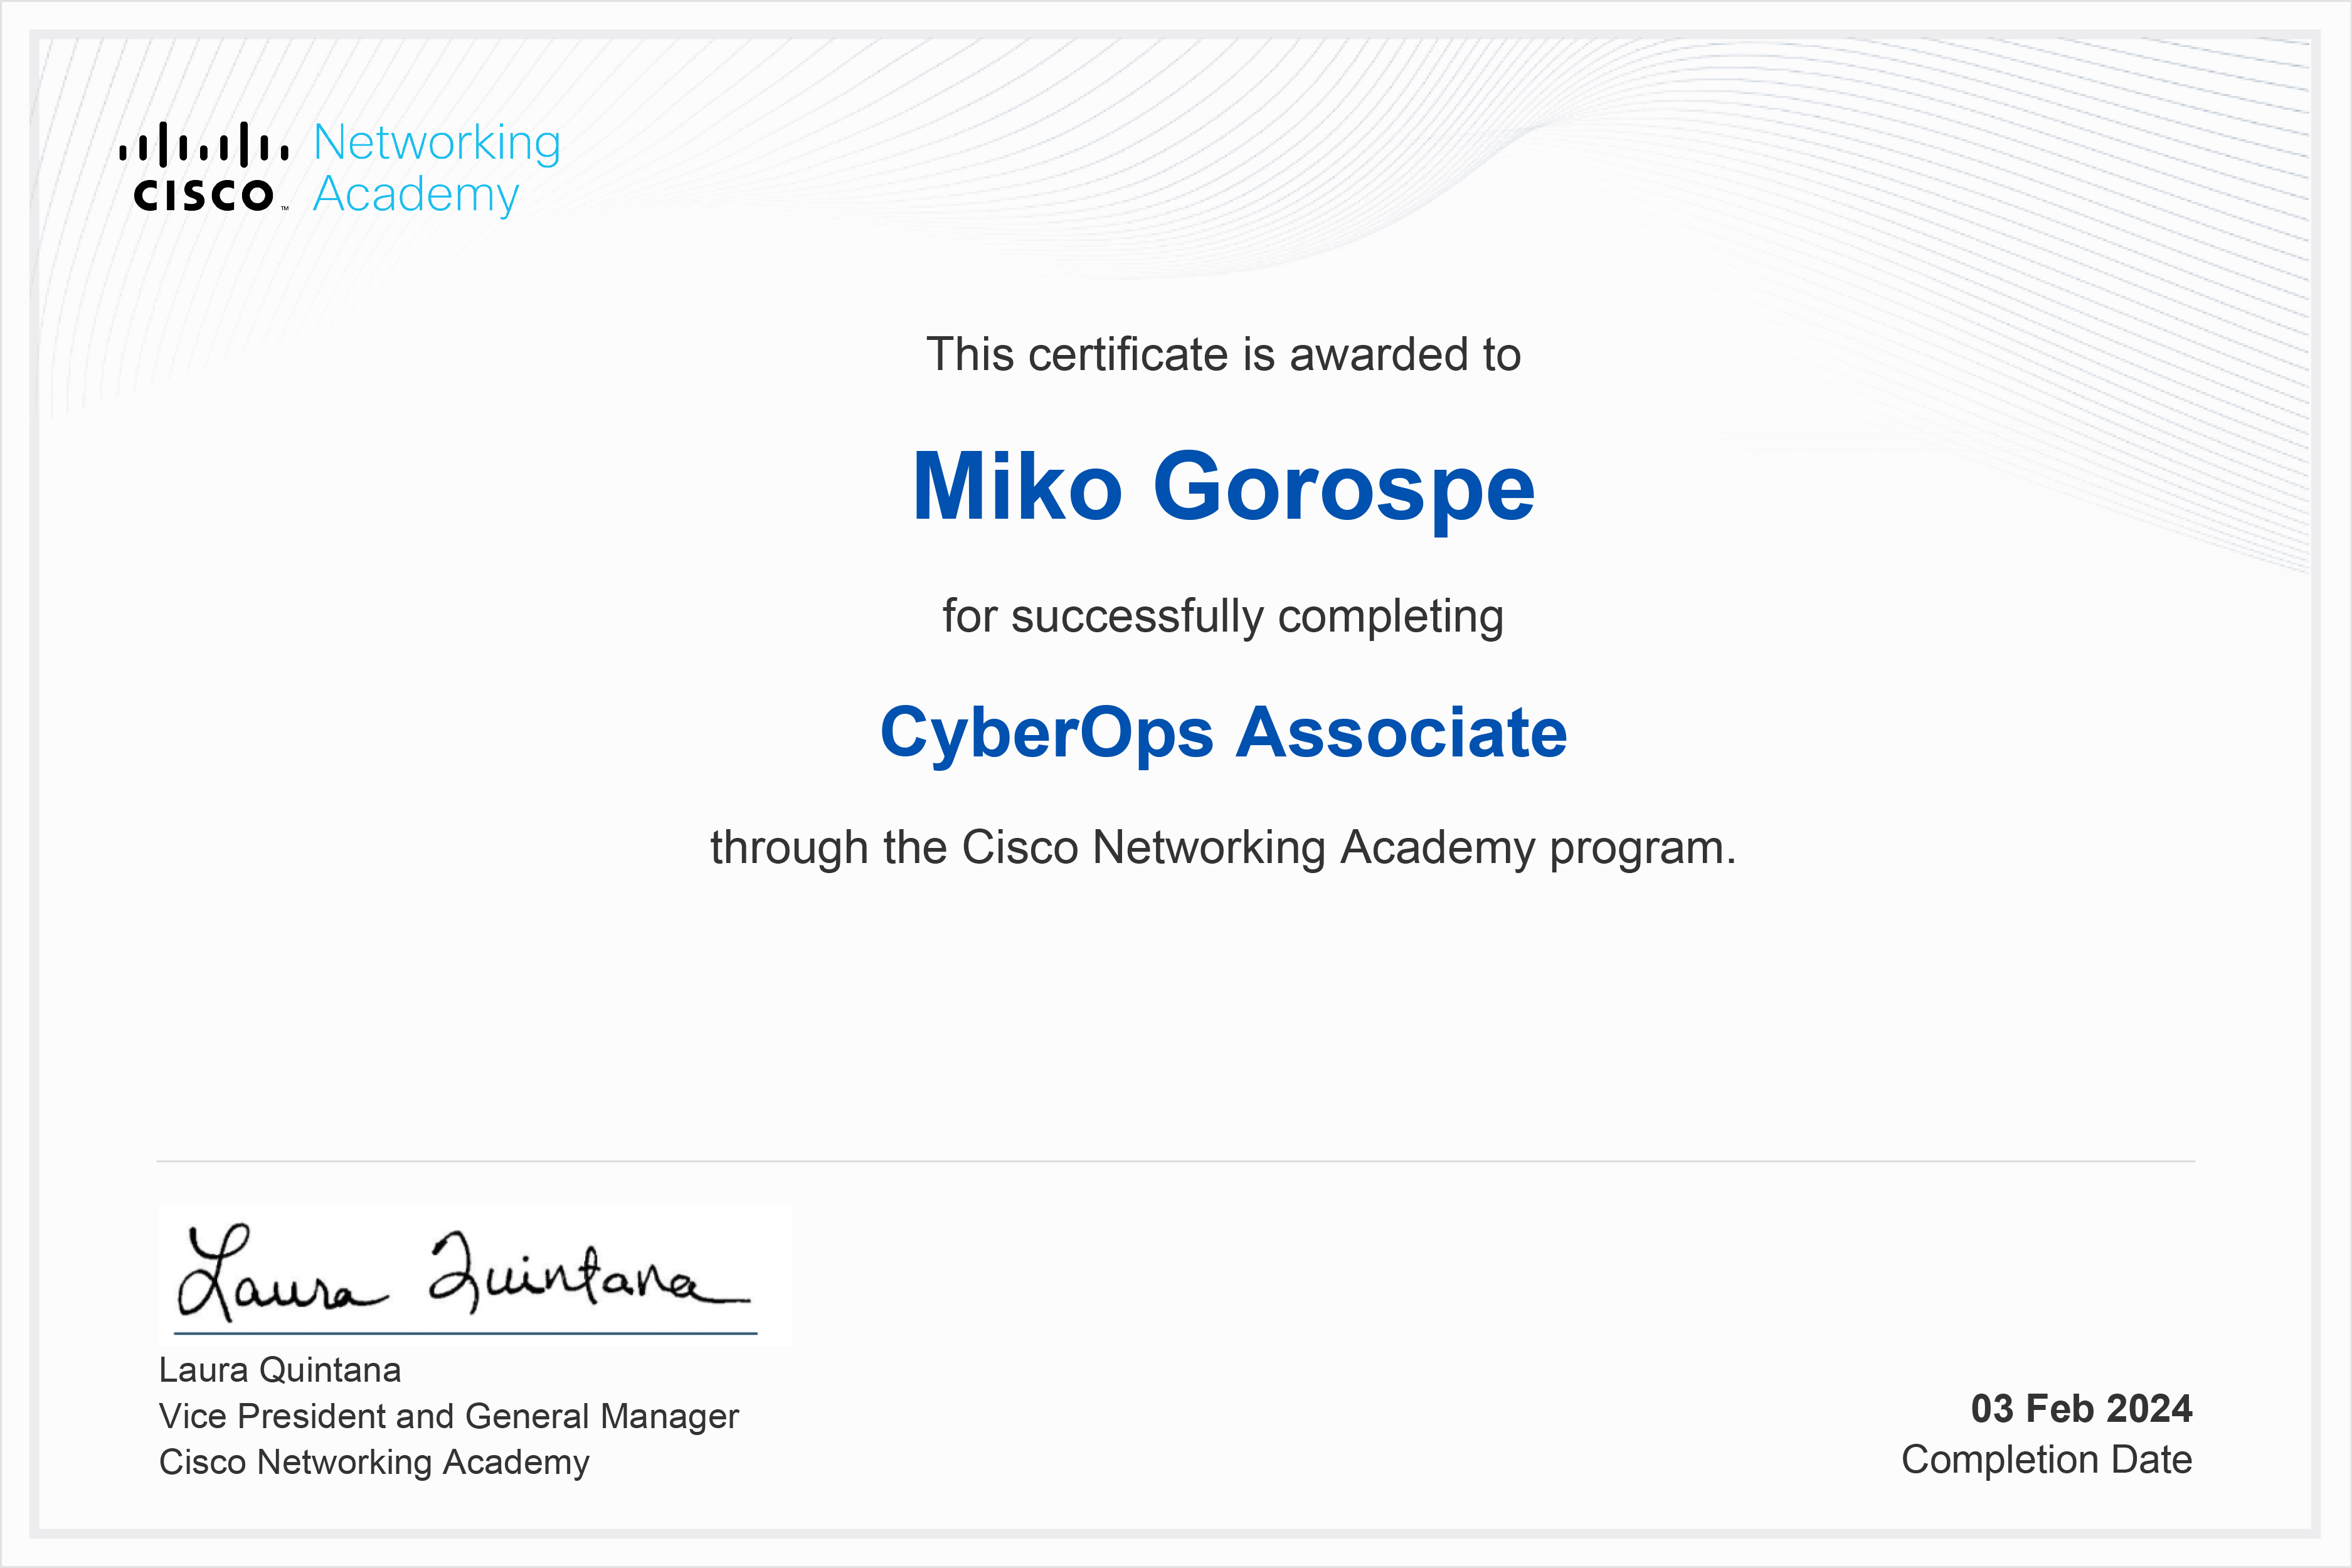 CISCO™
Networking
Academy
This certificate is awarded to
Miko Gorospe
for successfully completing
CyberOps Associate
through the Cisco Networking Academy program.
Laura Quintana
Laura Quintana
Vice President and General Manager
Cisco Networking Academy
03 Feb 2024
Completion Date